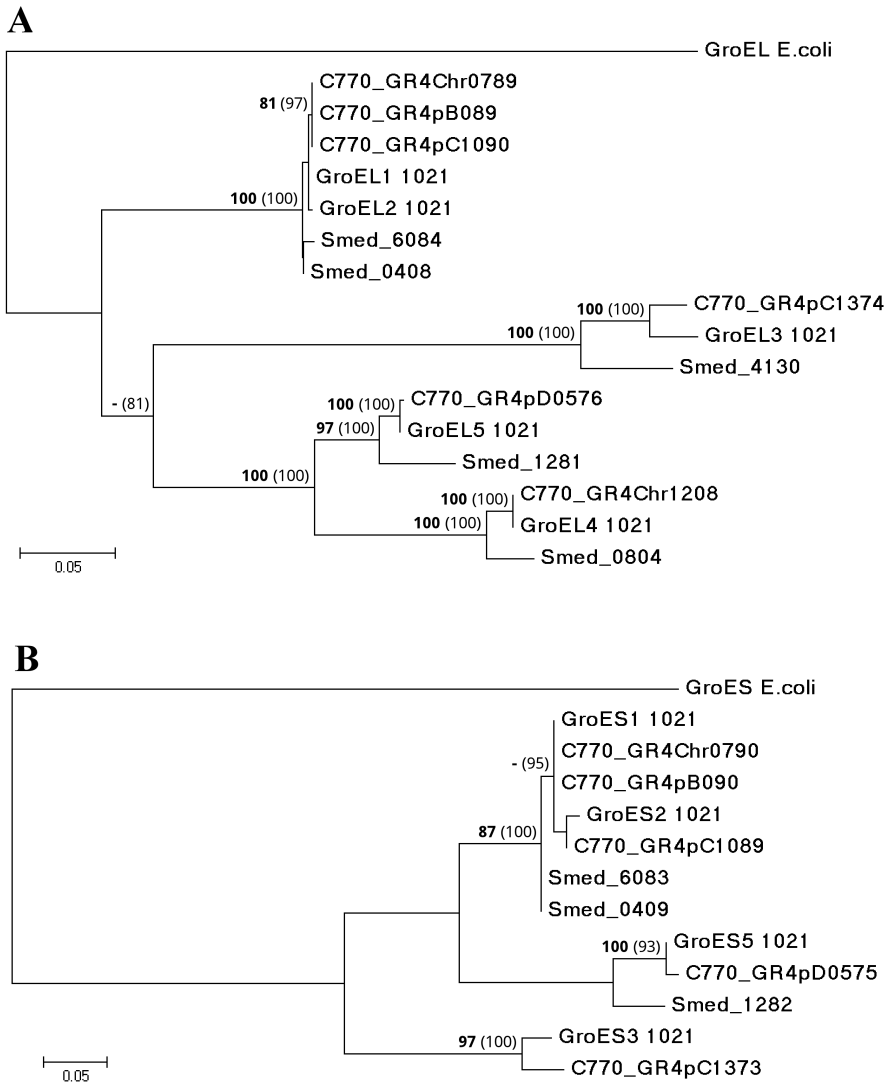 A
GroEL E.coli
C770_GR4Chr0789
81 (97)
C770_GR4pB089
C770_GR4pC1090
GroEL1 1021
100 (100)
GroEL2 1021
Smed_6084
Smed_0408
C770_GR4pC1374
100 (100)
100 (100)
GroEL3 1021
Smed_4130
- (81)
C770_GR4pD0576
100 (100)
97 (100)
GroEL5 1021
Smed_1281
100 (100)
C770_GR4Chr1208
100 (100)
100 (100)
GroEL4 1021
Smed_0804
0.05
B
GroES E.coli
GroES1 1021
C770_GR4Chr0790
- (95)
C770_GR4pB090
GroES2 1021
87 (100)
C770_GR4pC1089
Smed_6083
Smed_0409
GroES5 1021
100 (93)
C770_GR4pD0575
Smed_1282
GroES3 1021
97 (100)
C770_GR4pC1373
0.05